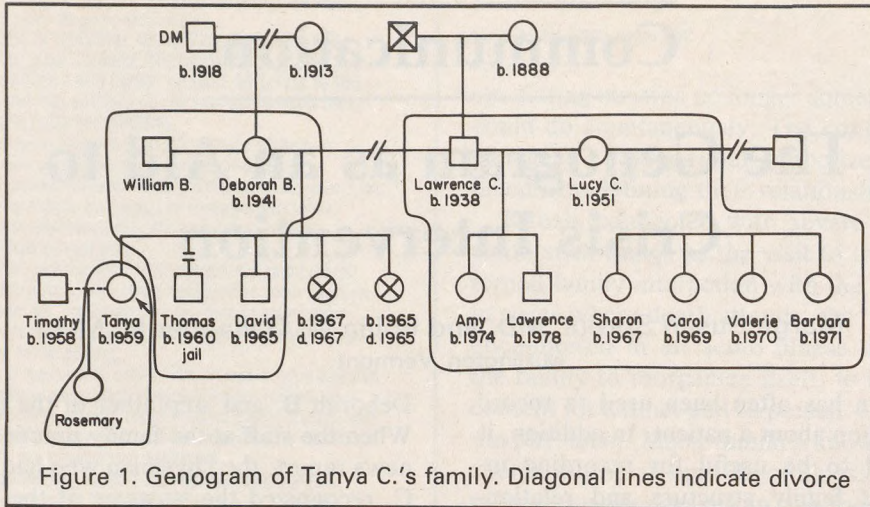 DM
b.1918
b.1913
b.1888
William B.
Deborah B.
b.1941
Lawrence C.
b.1938
Lucy C.
b.1951
Timothy
b.1958
Tanya
b.1959
Thomas
b.1960
jail
David
b.1965
b.1967
d.1967
b.1965
d.1965
Amy
b.1974
Lawrence
b.1978
Sharon
b.1967
Carol
b.1969
Valerie
b.1970
Barbara
b.1971
Rosemary
Figure 1. Genogram of Tanya C.'s family. Diagonal lines indicate divorce